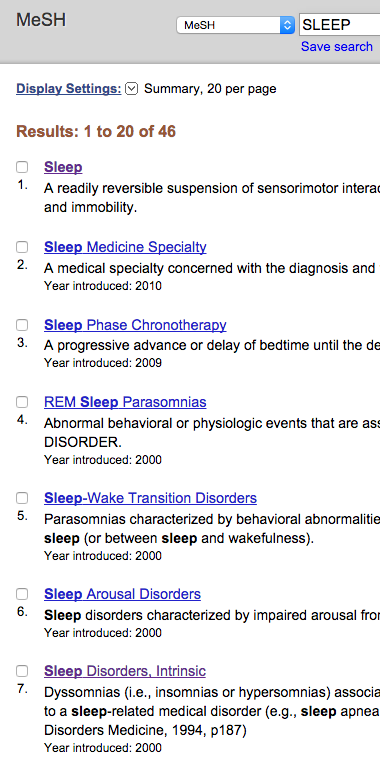 MeSH
MeSH
SLEEP
Save search
Display Settings: Summary, 20 per page
Results: 1 to 20 of 46
Sleep
1. A readily reversible suspension of sensorimotor
and immobility.
Sleep Medicine Specialty
2. A medical specialty concerned with the diagnosis and
Year introduced: 2010
Sleep Phase Chronotherapy
3. A progressive advance or delay of bedtime until the
Year introduced: 2009
REM Sleep Parasomnias
4. Abnormal behavioral or physiologic events that are
DISORDER.
Year introduced: 2000
Sleep-Wake Transition Disorders
5. Parasomnias characterized by behavioral
sleep (or between sleep and wakefulness).
Year introduced: 2000
Sleep Arousal Disorders
6. Sleep disorders characterized by impaired arousal
Year introduced: 2000
Sleep Disorders, Intrinsic
7. Dyssomnias (i.e., insomnias or hypersomnias)
to a sleep-related medical disorder (e.g., sleep apnea
Disorders Medicine, 1994, p187)
Year introduced: 2000